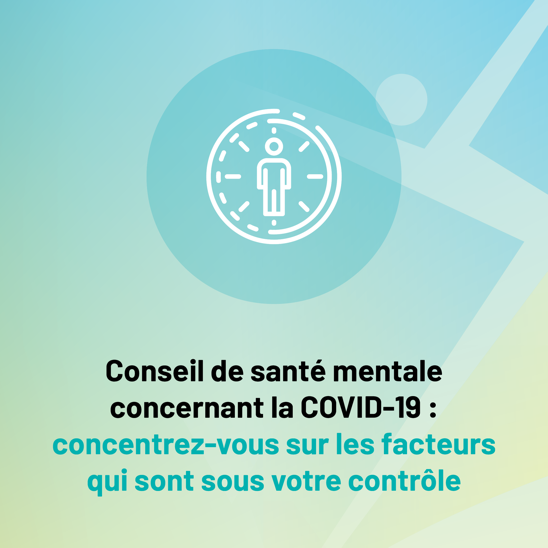 Conseil de santé mentale
concernant la COVID-19 :
concentrez-vous sur les facteurs
qui sont sous votre contrôle